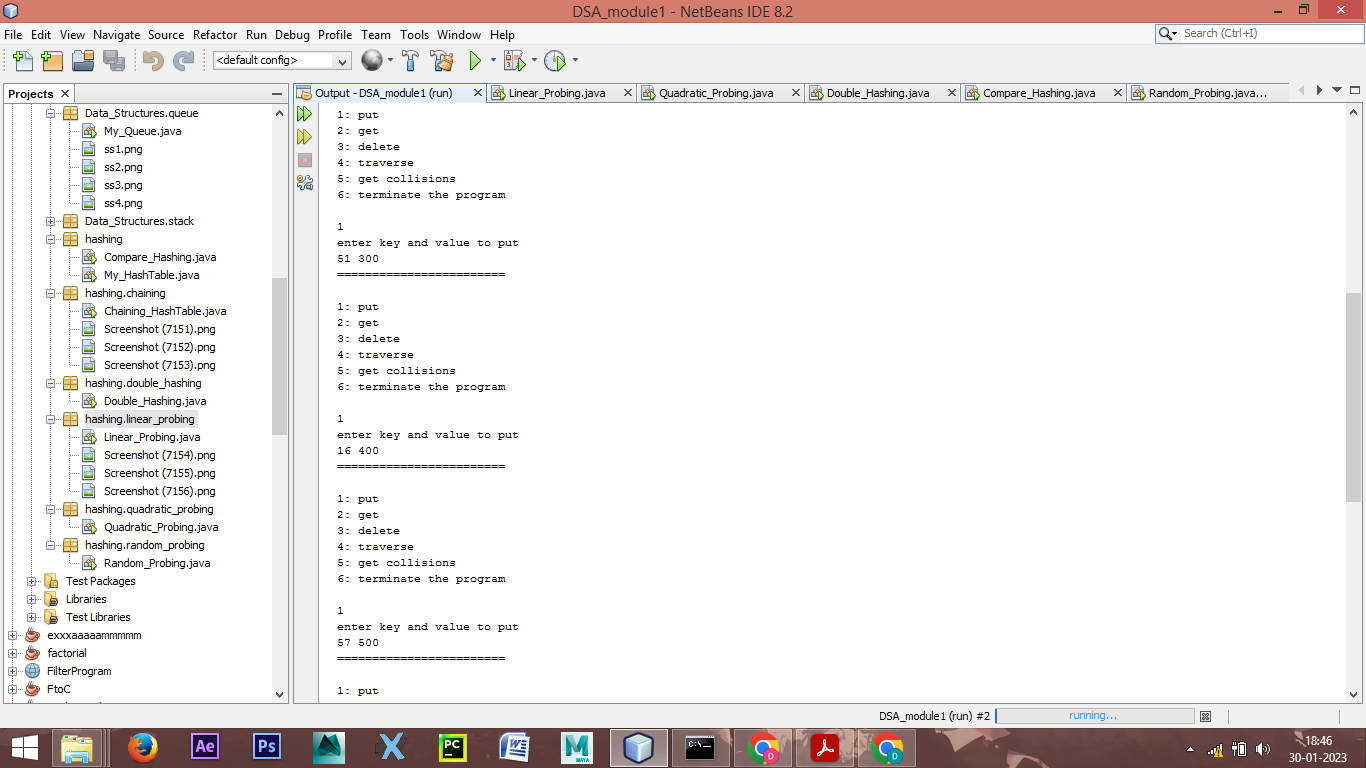 DSA_module1 - NetBeans IDE 8.2
File Edit View Navigate Source Refactor Run Debug Profile Team Tools Window Help
Search (Ctrl+I)
<default config>
Projects
Data_Structures.queue
My_Queue.java
ss1.png
ss2.png
ss3.png
ss4.png
Data_Structures.stack
hashing
Compare_Hashing.java
My_HashTable.java
hashing.chaining
Chaining_HashTable.java
Screenshot (7151).png
Screenshot (7152).png
Screenshot (7153).png
hashing.double_hashing
Double_Hashing.java
hashing.linear_probing
Linear_Probing.java
Screenshot (7154).png
Screenshot (7155).png
Screenshot (7156).png
hashing.quadratic_probing
Quadratic_Probing.java
hashing.random_probing
Random_Probing.java
Test Packages
Libraries
Test Libraries
exxxaaaaammmmm
factorial
FilterProgram
FtoC
Output - DSA_module1 (run) Linear_Probing.java Quadratic_Probing.java Double_Hashing.java Compare_Hashing.java Random_Probing.java...
1: put
2: get
3: delete
4: traverse
5: get collisions
6: terminate the program
1
enter key and value to put
51 300
========================
1: put
2: get
3: delete
4: traverse
5: get collisions
6: terminate the program
1
enter key and value to put
16 400
========================
1: put
2: get
3: delete
4: traverse
5: get collisions
6: terminate the program
1
enter key and value to put
57 500
========================
1: put
DSA_module1 (run) #2 running...
Ae Ps X PC W M MAYA C:\. D D
18:46
30-01-2023